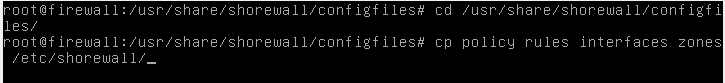 root@firewall:/usr/share/shorewall/configfiles# cd /usr/share/shorewall/configfi
les/
root@firewall:/usr/share/shorewall/configfiles# cp policy rules interfaces zones
 /etc/shorewall/_